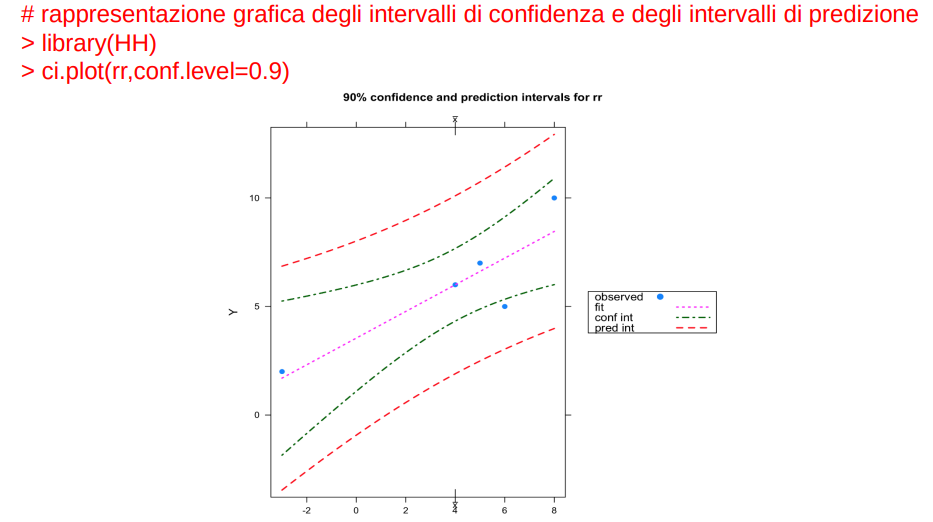 # rappresentazione grafica degli intervalli di confidenza e degli intervalli di predizione
> library(HH)
> ci.plot(rr,conf.level=0.9)
90% confidence and prediction intervals for rr
x
10
5
0
Y
observed
fit
conf int
pred int
x
-2 0 2 4 6 8